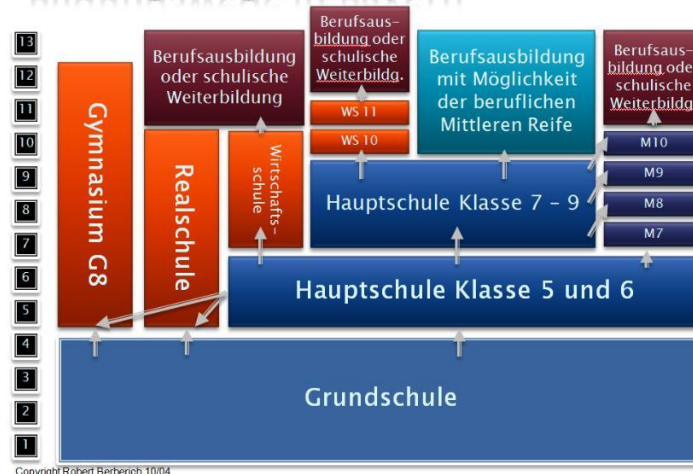 13
12
11
10
9
8
7
6
5
4
3
2
1
Gymnasium G8
Realschule
Berufsausbildung
oder schulische
Weiterbildung
Wirtschafts-
schule
Berufsaus-
bildung oder
schulische
Weiterbildg.
WS 11
WS 10
Berufsausbildung
mit Möglichkeit
der beruflichen
Mittleren Reife
Berufsaus-
bildung ode
schulische
Weiterbildg
M10
M9
M8
M7
Hauptschule Klasse 7 – 9
Hauptschule Klasse 5 und 6
Grundschule
Copyright Robert Berberich 10/04